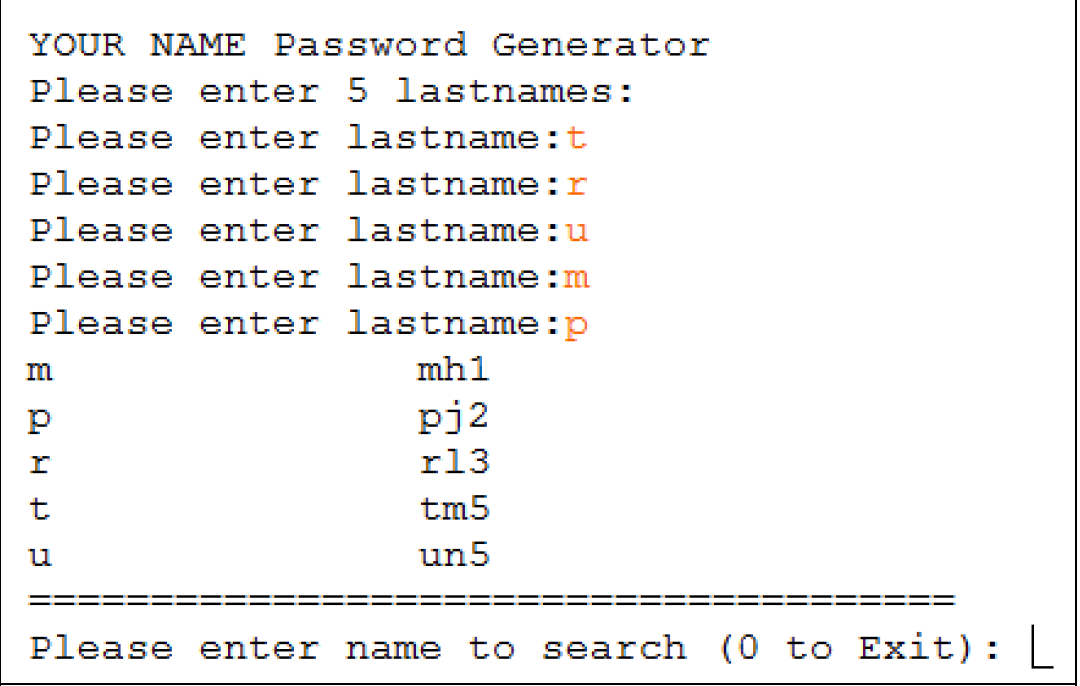 YOUR NAME Password Generator
Please enter 5 lastnames:
Please enter lastname:t
Please enter lastname:r
Please enter lastname:u
Please enter lastname:m
Please enter lastname:p
m mh1
p pj2
r rl3
t tm5
u un5
======================================
Please enter name to search (0 to Exit):